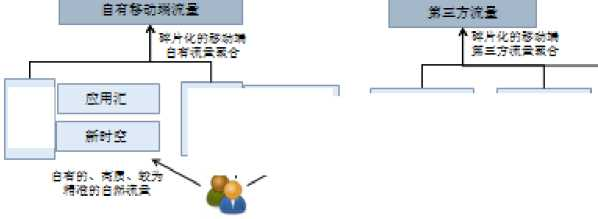 自有移动端流量
第三方流量
碎片化的移动端
自有流量聚合
碎片化的移动端
第三方流量聚合
应用汇
新时空
自有的、高质、较为
精准的自然流量